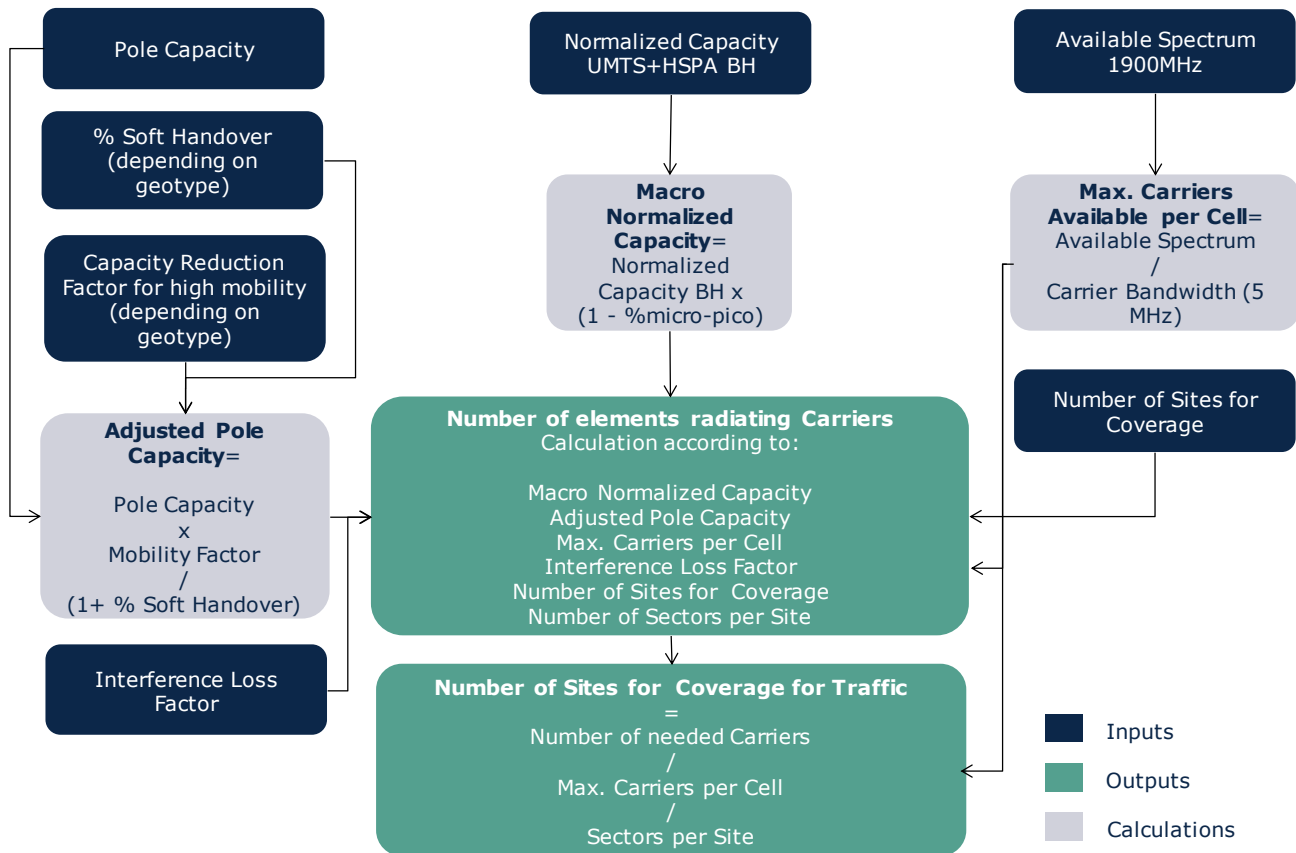 Pole Capacity
% Soft Handover
(depending on
geotype)
Capacity Reduction
Factor for high mobility
(depending on
geotype)
Adjusted Pole
Capacity=
Pole Capacity
x
Mobility Factor
/
(1+ % Soft Handover)
Interference Loss
Factor
Normalized Capacity
UMTS+HSPA BH
Macro
Normalized
Capacity=
Normalized
Capacity BH x
(1 - %micro-pico)
Number of elements radiating Carriers
Calculation according to:
Macro Normalized Capacity
Adjusted Pole Capacity
Max. Carriers per Cell
Interference Loss Factor
Number of Sites for Coverage
Number of Sectors per Site
Number of Sites for Coverage for Traffic
=
Number of needed Carriers
/
Max. Carriers per Cell
/
Sectors per Site
Available Spectrum
1900MHz
Max. Carriers
Available per Cell=
Available Spectrum
/
Carrier Bandwidth (5
MHz)
Number of Sites for
Coverage
Inputs
Outputs
Calculations